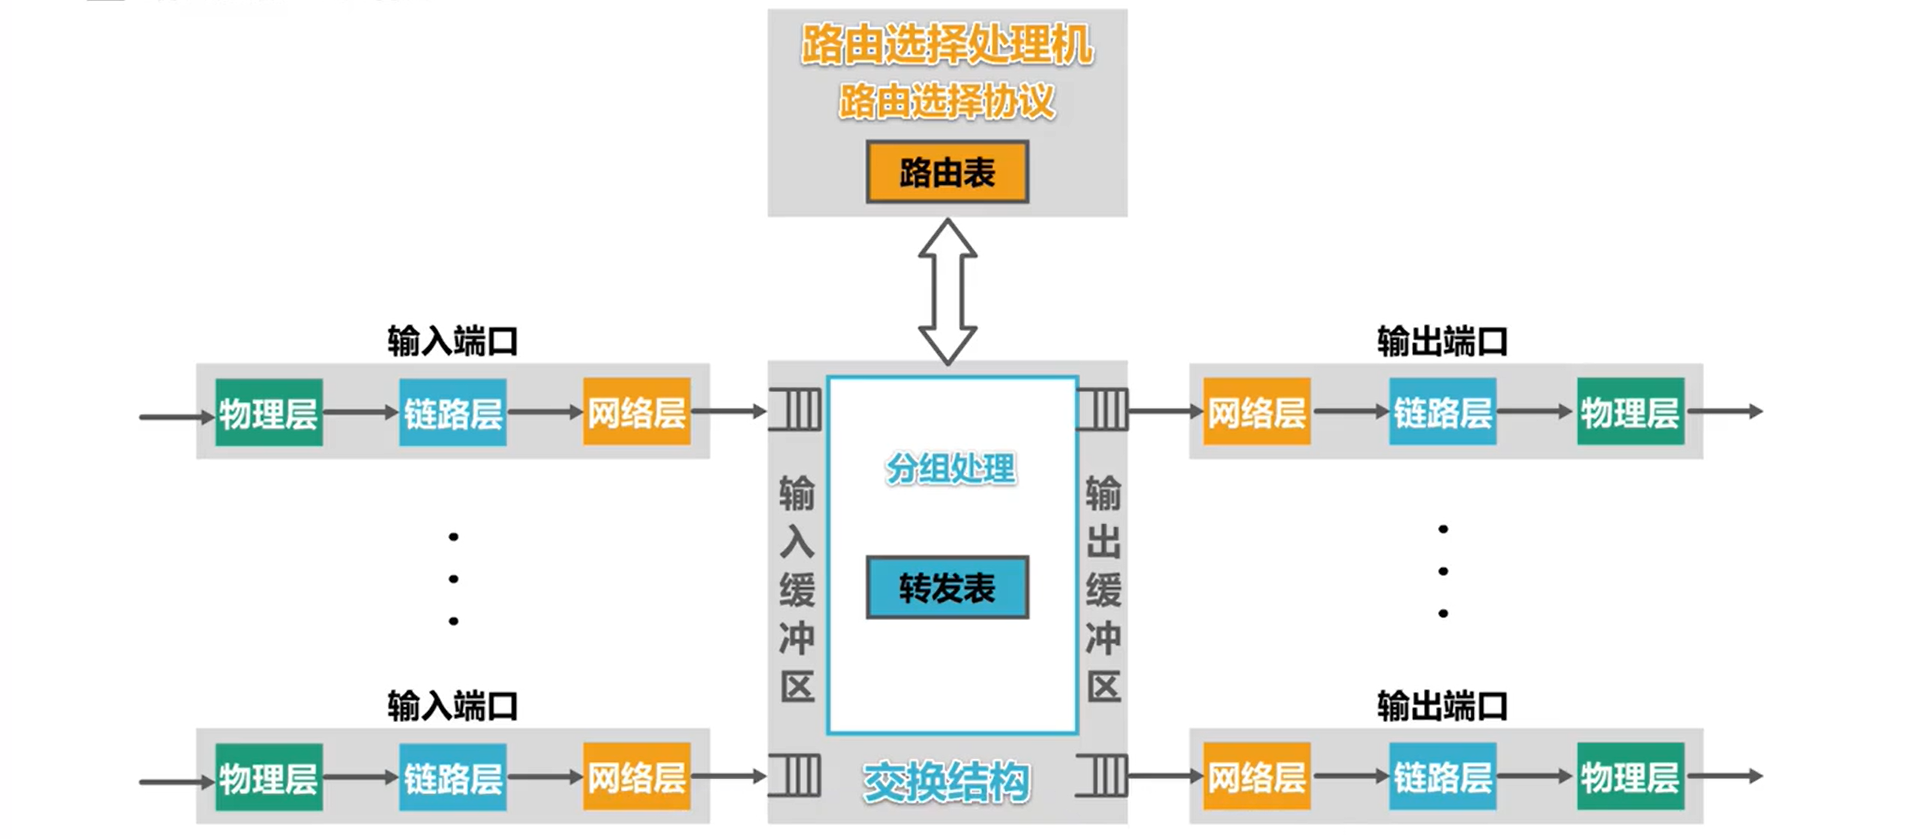 路由选择处理机
路由选择协议
路由表
输入端口
物理层
链路层
网络层
输入缓冲区
分组处理
转发表
交换结构
输出缓冲区
输出端口
网络层
链路层
物理层
输入端口
物理层
链路层
网络层
输出端口
网络层
链路层
物理层